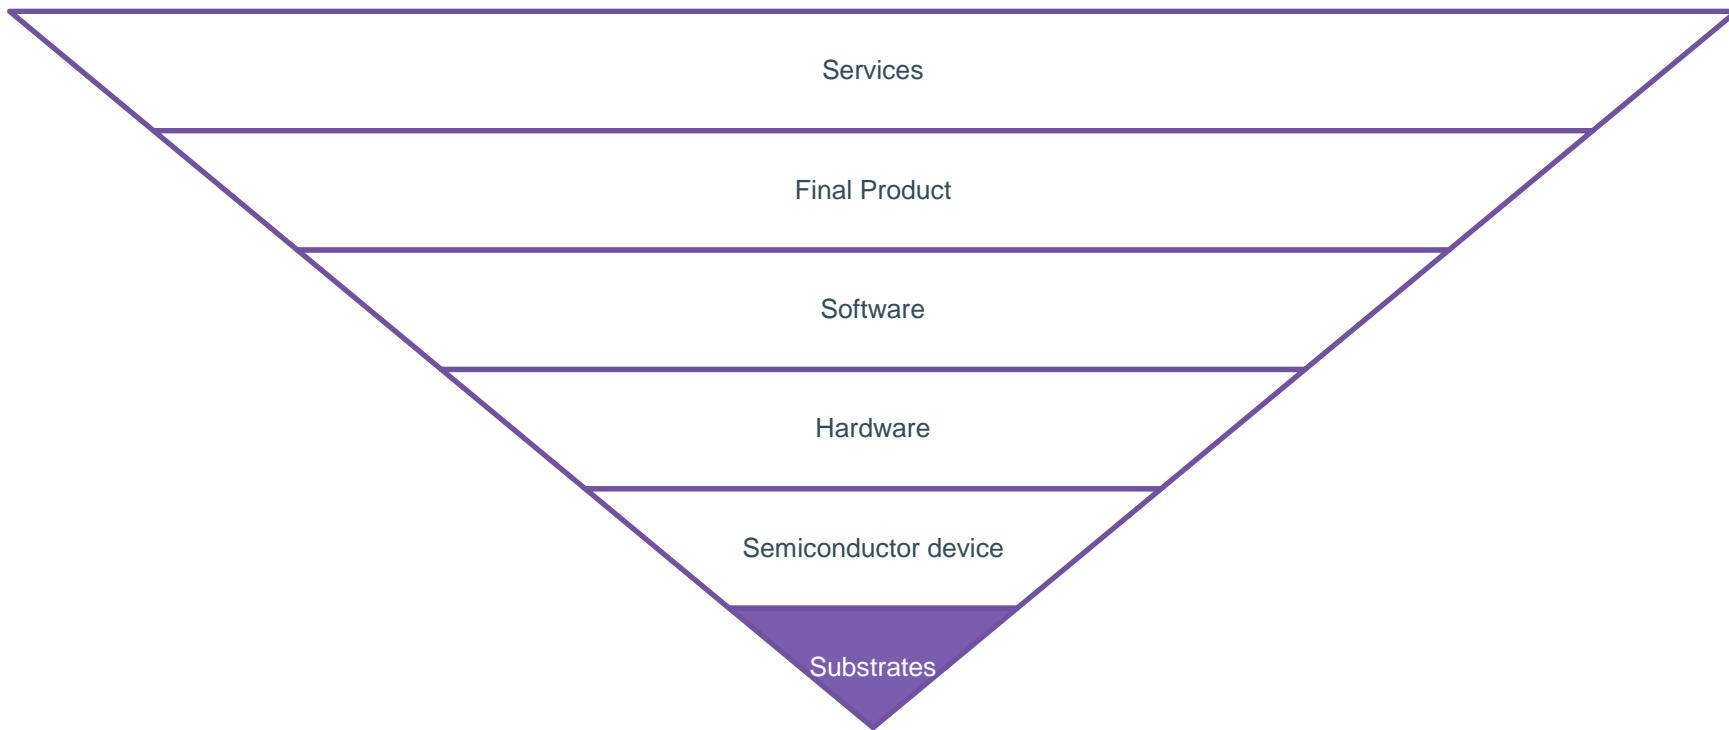 Services
Final Product
Software
Hardware
Semiconductor device
Substrates